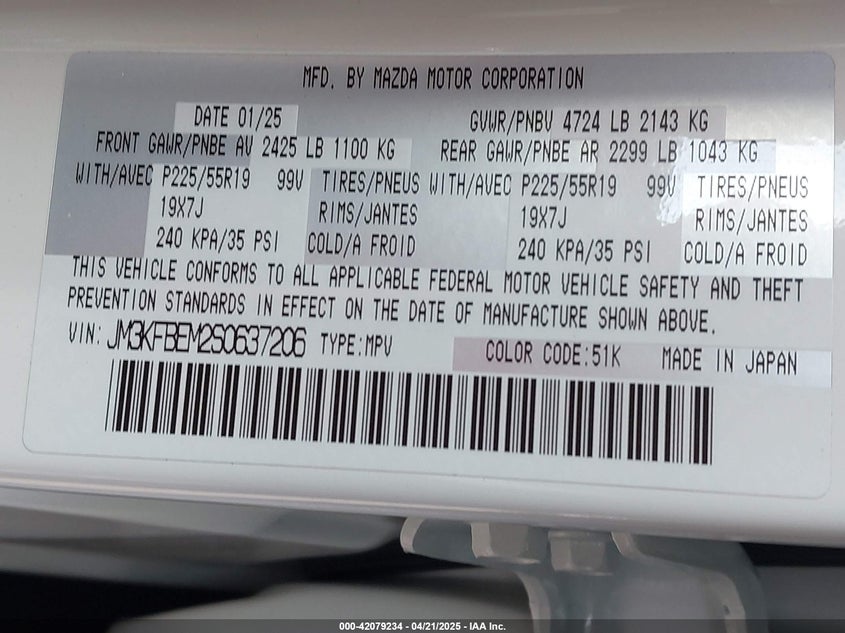 MFD. BY MAZDA MOTOR CORPORATION
DATE 01/25 GVWR/PNBV 4724 LB 2143 KG
FRONT GAWR/PNBE AV 2425 LB 1100 KG REAR GAWR/PNBE AR 2299 LB 1043 KG
WITH/AVEC P225/55R19 99V TIRES/PNEUS WITH/AVEC P225/55R19 99V TIRES/PNEUS
19X7J RIMS/JANTES 19X7J RIMS/JANTES
240 KPA/35 PSI COLD/A FROID 240 KPA/35 PSI COLD/A FROID
THIS VEHICLE CONFORMS TO ALL APPLICABLE FEDERAL MOTOR VEHICLE SAFETY AND THEFT
PREVENTION STANDARDS IN EFFECT ON THE DATE OF MANUFACTURE SHOWN ABOVE.
VIN: JM3KFBEM2S0637206 TYPE:MPV COLOR CODE:51K MADE IN JAPAN
000-42079234 - 04/21/2025 - IAA Inc.